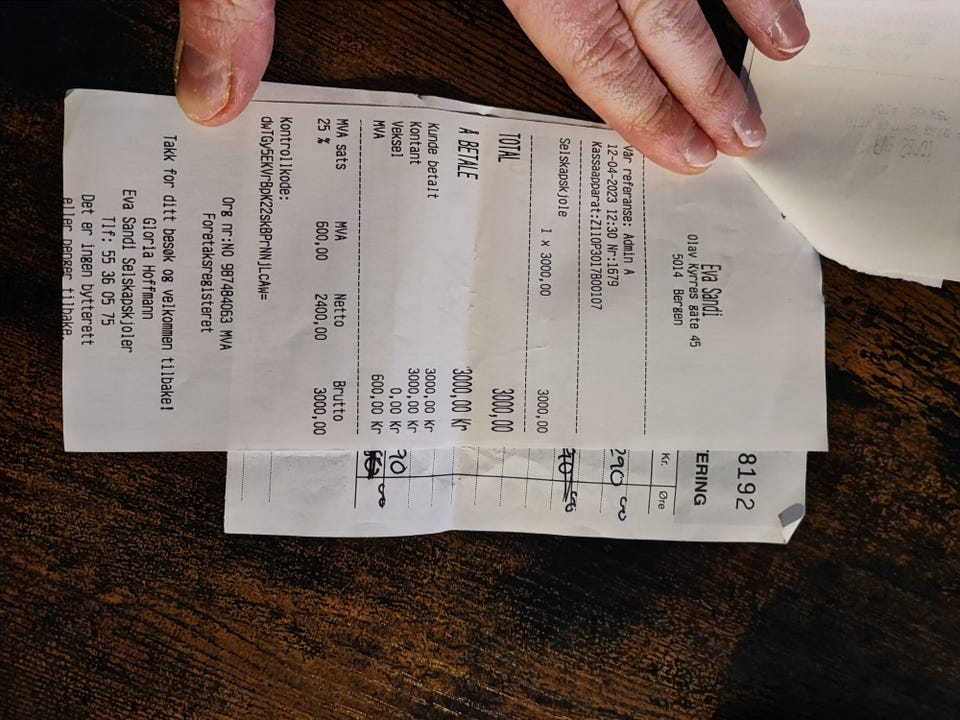 Eva Sandi
Olav Kyrres gate 45
5014 Bergen
Vår referanse: Admin A
12-04-2023 12:30 Nr:1679
Kassaapparat:Z110P3017B00107
Selskapskjole
1 x 3000,00 3000,00
TOTAL 3000,00
Å BETALE 3000,00 Kr
Kunde betalt 3000,00 Kr
Kontant 3000,00 Kr
Veksel 0,00 Kr
MVA 600,00 Kr
MVA sats MVA Netto Brutto
25 % 600,00 2400,00 3000,00
Kontrollkode:
Org nr:NO 987484063 MVA
Foretaksregisteret
Takk for ditt besøk og velkommen tilbake!
Gloria Hoffmann
Eva Sandi Selskapskjoler
Tlf: 55 36 05 75
Det er ingen bytterett
eller penger tilbake.
8192
TERING
Kr. Øre
290 00
90